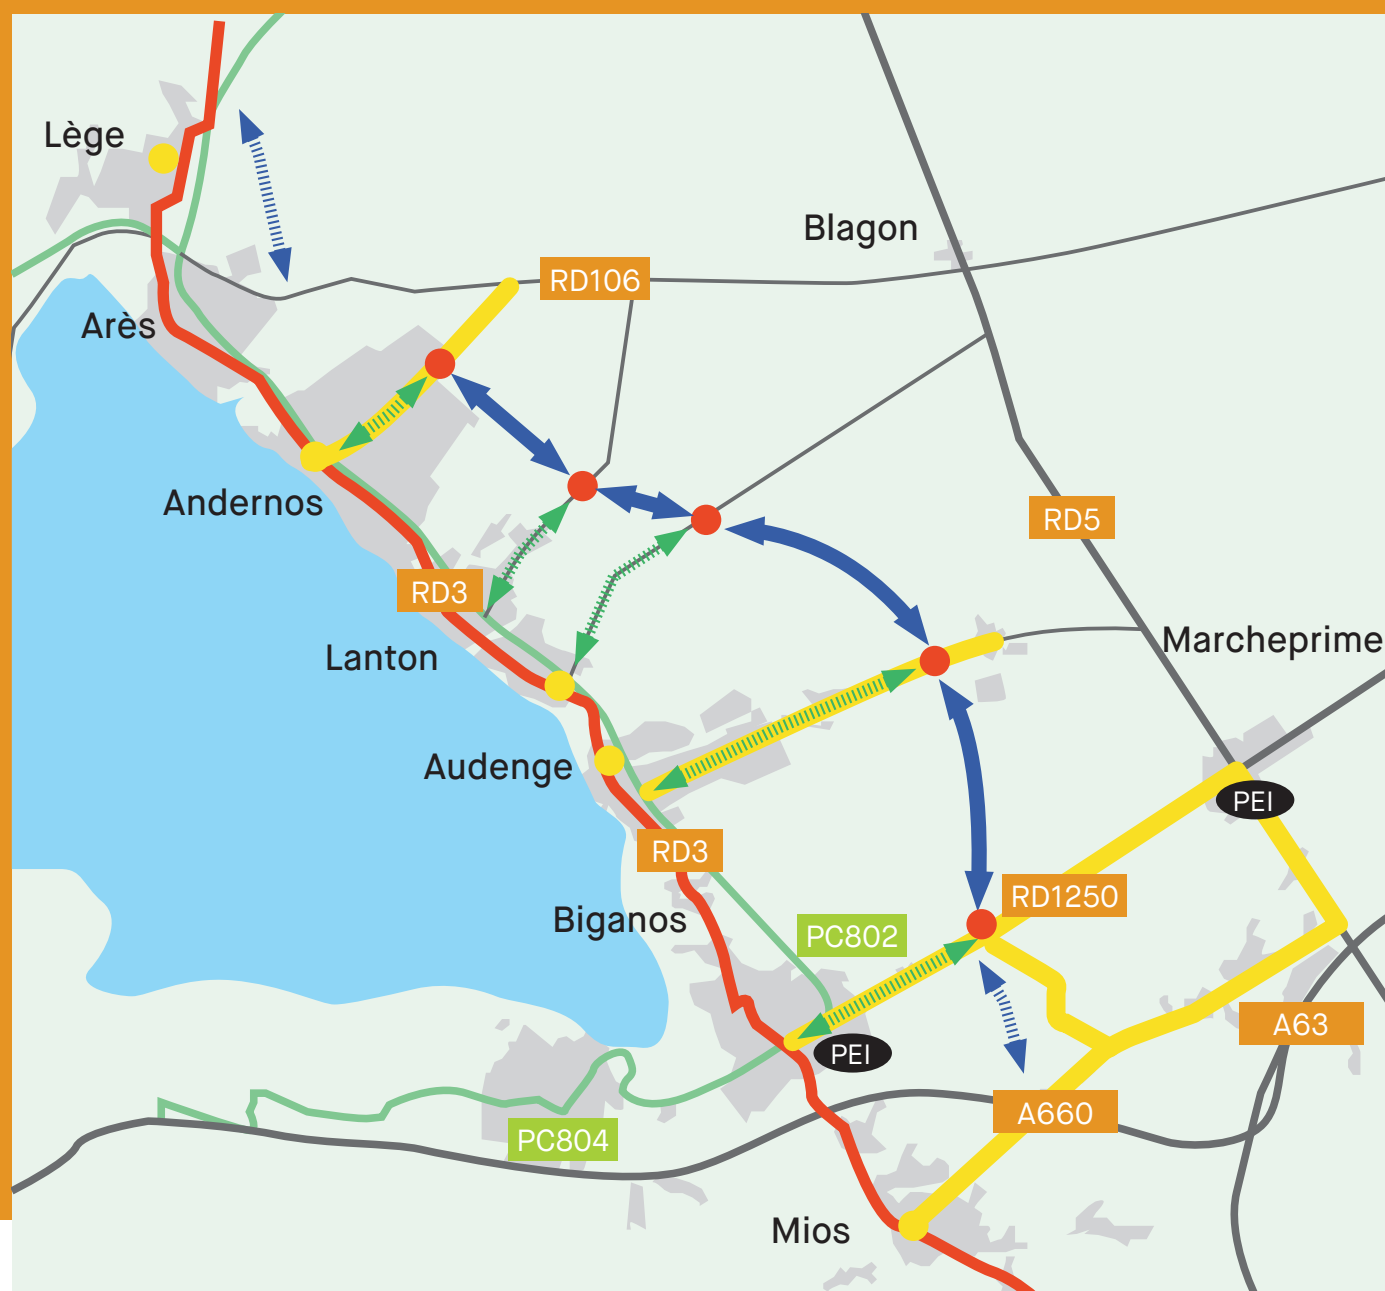 Lège
Blagon
RD106
Arès
Andernos
RD5
RD3
Lanton
Marcheprime
Audenge
PEI
RD3
RD1250
Biganos
PC802
A63
PEI
A660
PC804
Mios